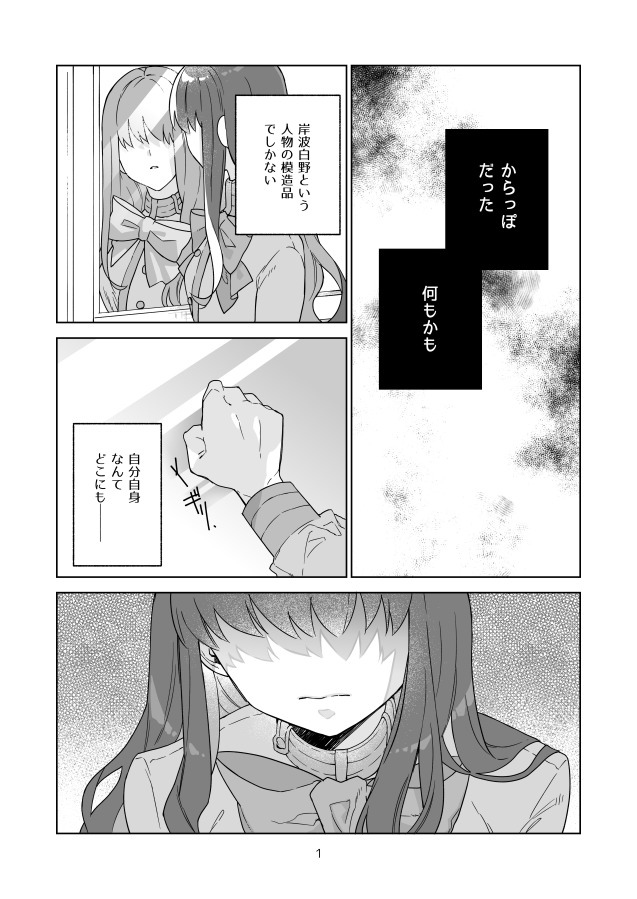 からっぽ
だった
何もかも
岸波白野という
人物の模造品
でしかない
自分自身
なんて
どこにも――
ギリッ
1